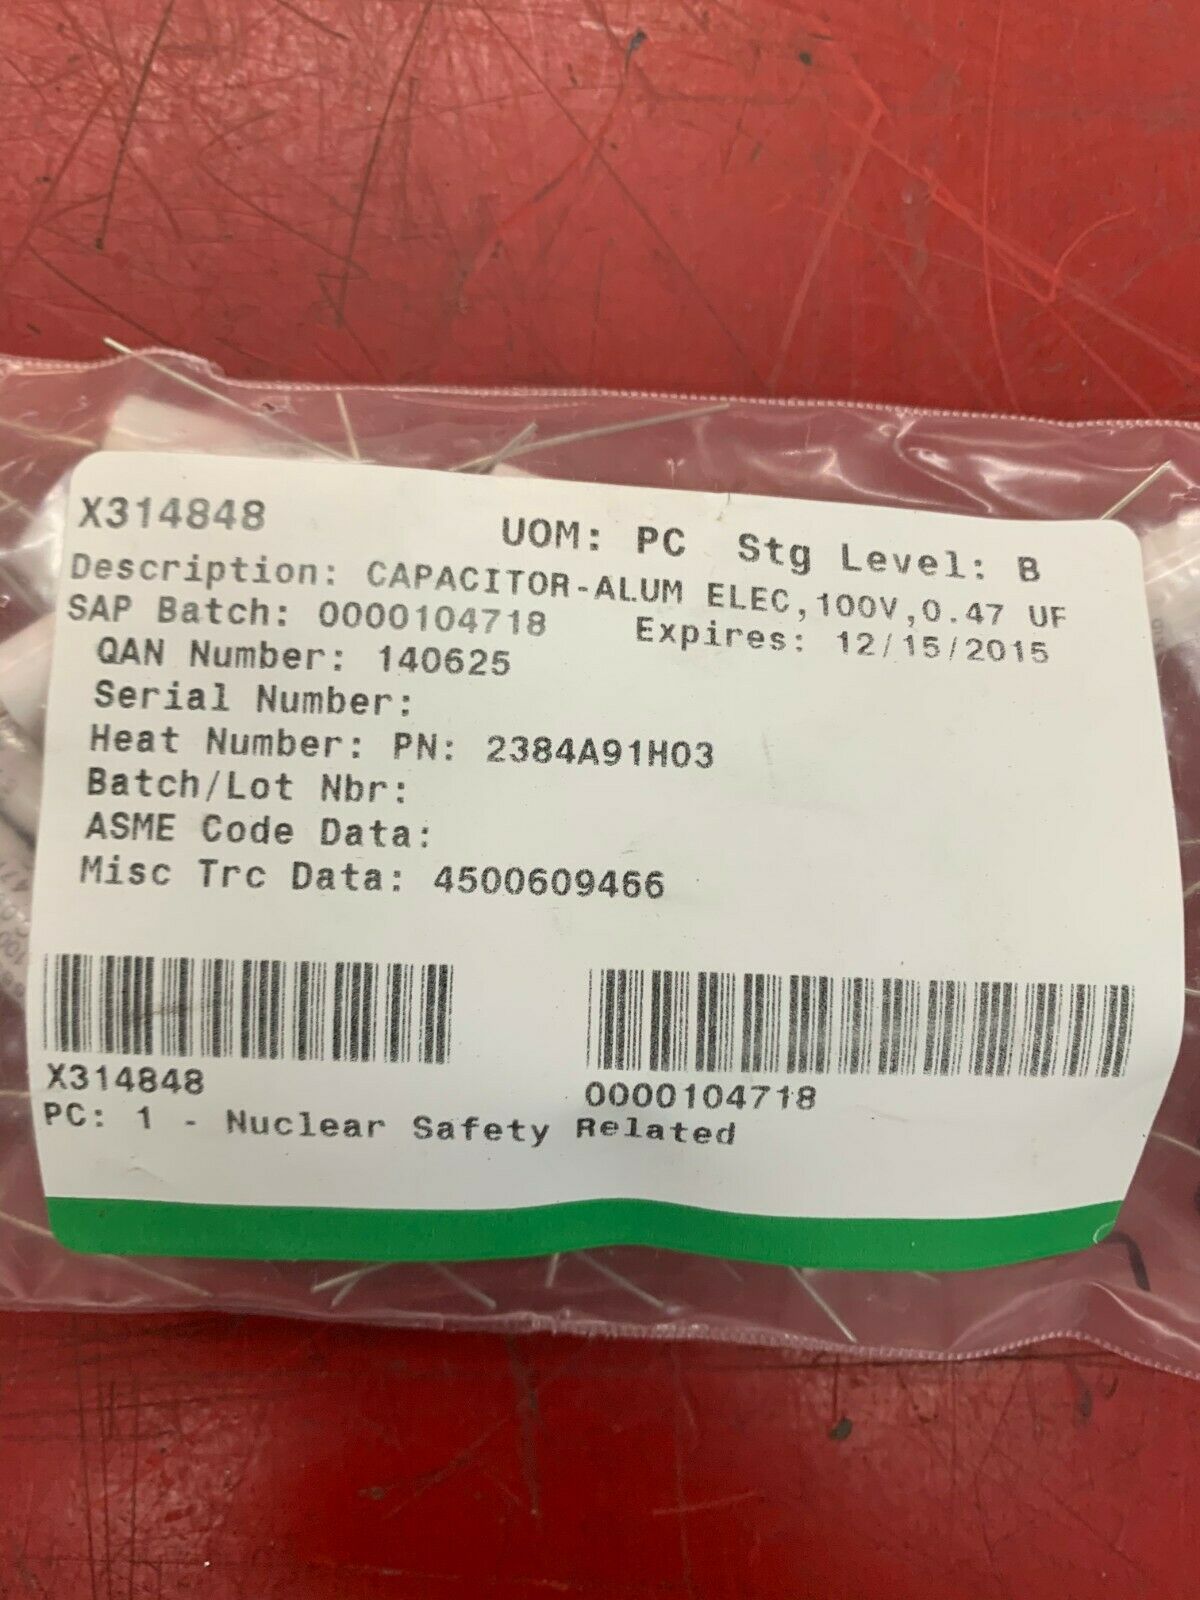 X314848 UOM: PC Stg Level: B
Description: CAPACITOR-ALUM ELEC,100V,0.47 UF
SAP Batch: 0000104718 Expires: 12/15/2015
QAN Number: 140625
Serial Number:
Heat Number: PN: 2384A91H03
Batch/Lot Nbr:
ASME Code Data:
Misc Trc Data: 4500609466
X314848 0000104718
PC: 1 - Nuclear Safety Related